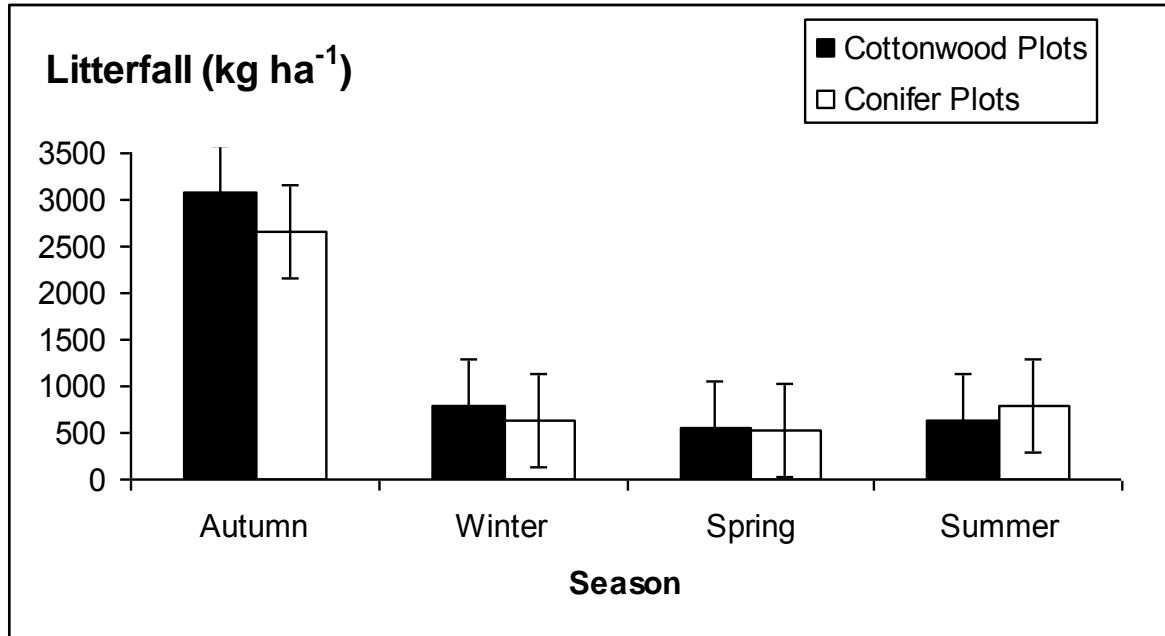 Litterfall (kg ha⁻¹)
Cottonwood Plots
Conifer Plots
3500
3000
2500
2000
1500
1000
500
0
Autumn Winter Spring Summer
Season